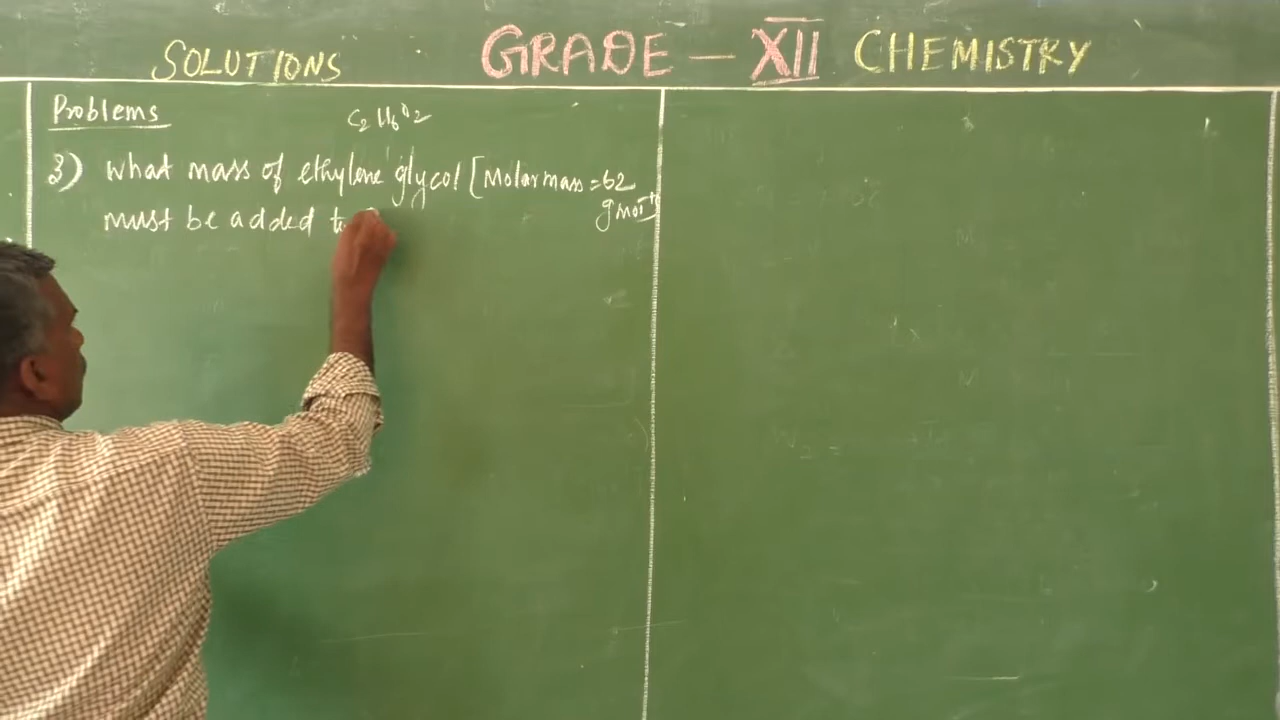 SOLUTIONS GRADE — XII CHEMISTRY
Problems
C2H6O2
3) What mass of ethylene glycol [Molar mass = 62
g mol-1]
must be added to